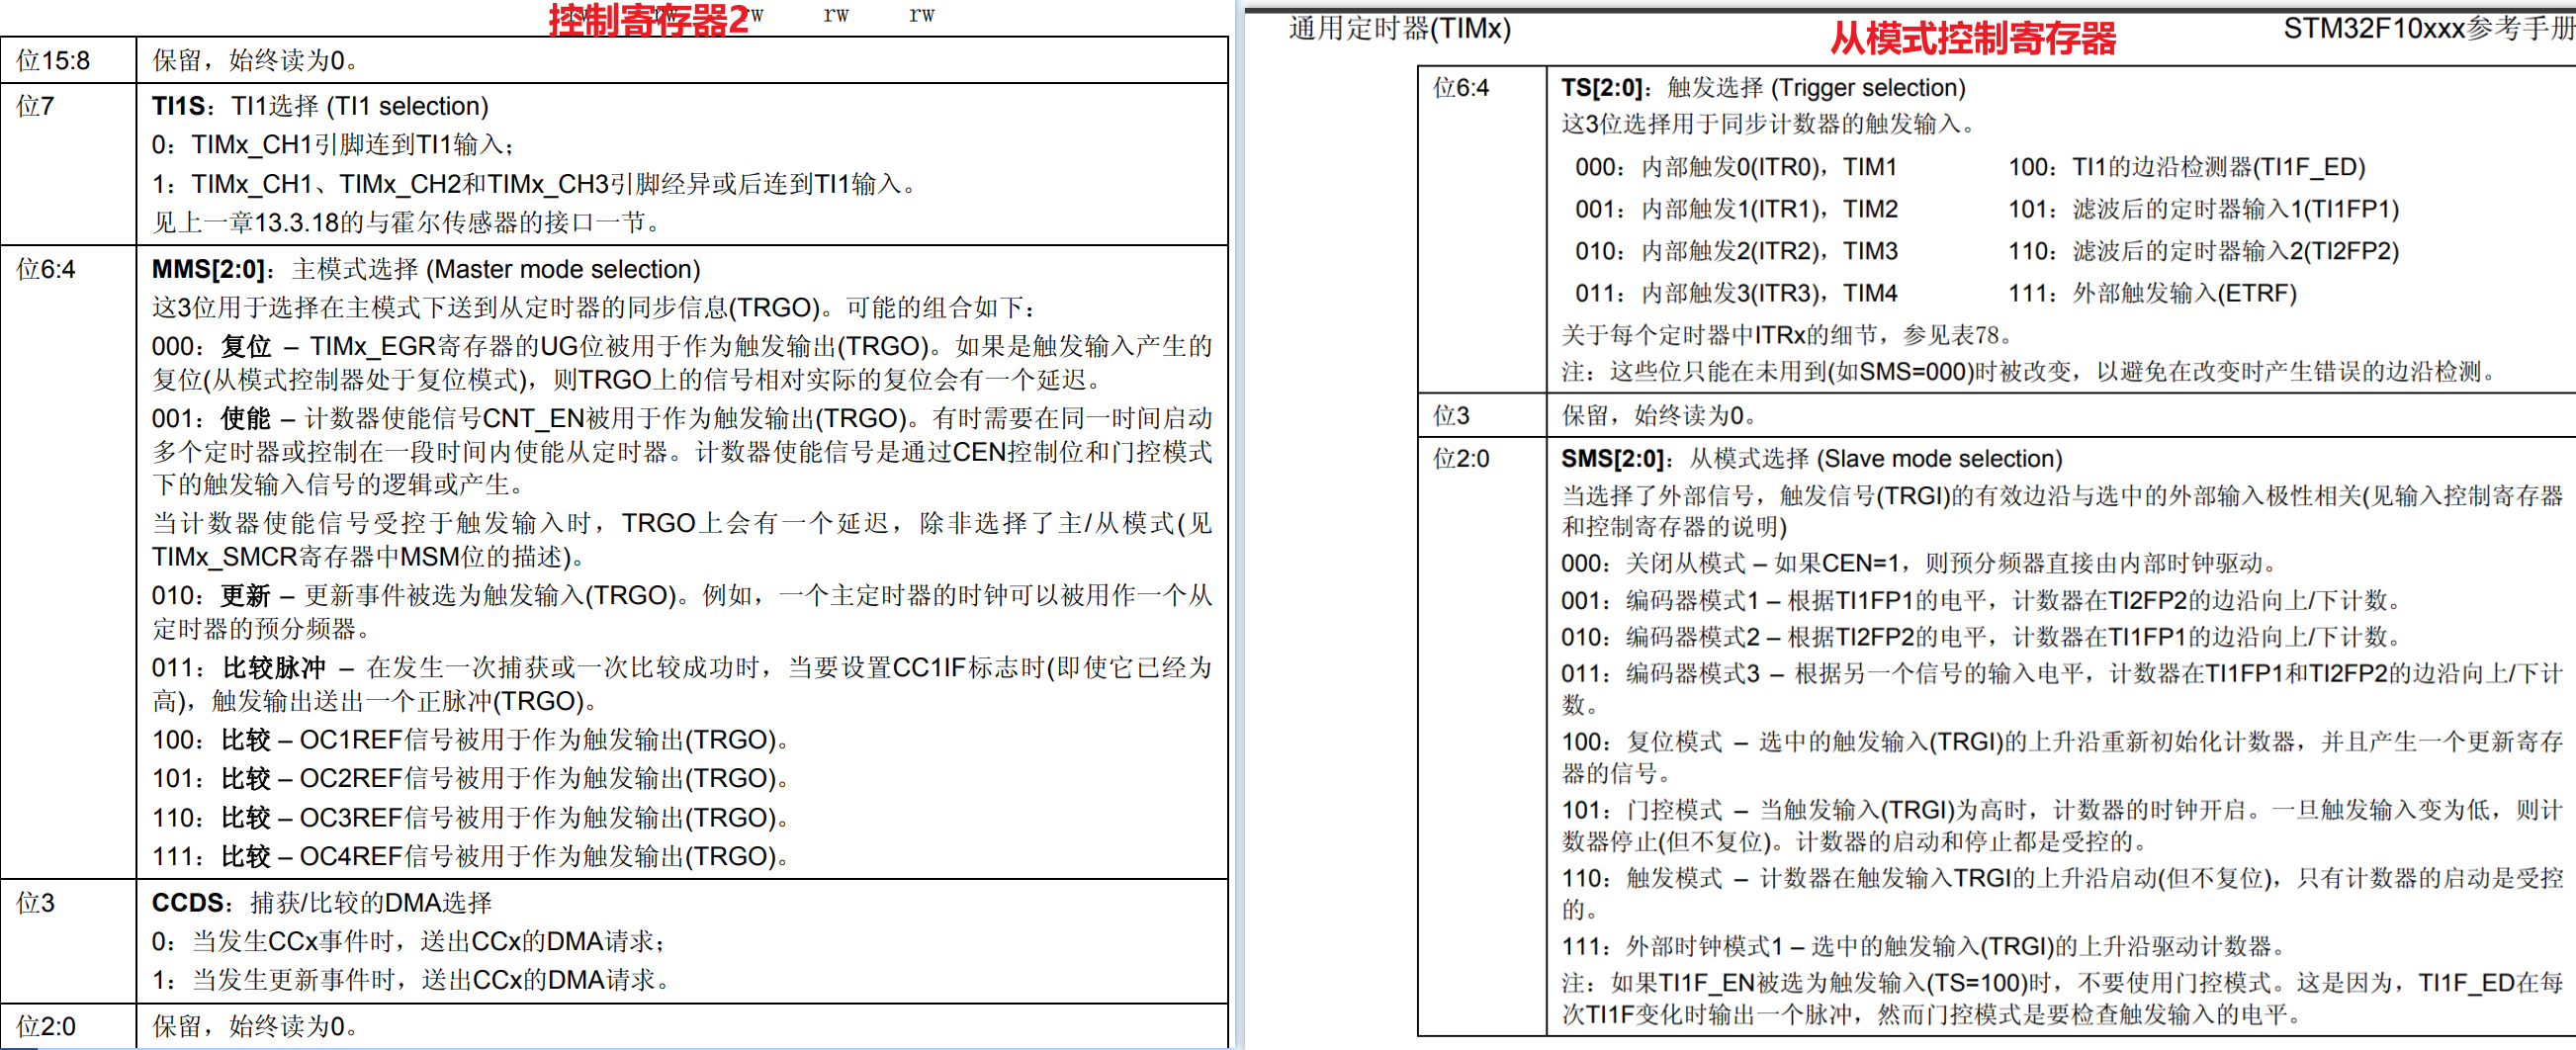 控制寄存器2
rw rw rw rw rw
位15:8 保留，始终读为0。
位7 TI1S：TI1选择 (TI1 selection)
0：TIMx_CH1引脚连到TI1输入；
1：TIMx_CH1、TIMx_CH2和TIMx_CH3引脚经异或后连到TI1输入。
见上一章13.3.18的与霍尔传感器的接口一节。
位6:4 MMS[2:0]：主模式选择 (Master mode selection)
这3位用于选择在主模式下送到从定时器的同步信息(TRGO)。可能的组合如下：
000：复位 – TIMx_EGR寄存器的UG位被用于作为触发输出(TRGO)。如果是触发输入产生的
复位(从模式控制器处于复位模式)，则TRGO上的信号相对实际的复位会有一个延迟。
001：使能 – 计数器使能信号CNT_EN被用于作为触发输出(TRGO)。有时需要在同一时间启动
多个定时器或控制在一段时间内使能从定时器。计数器使能信号是通过CEN控制位和门控模式
下的触发输入信号的逻辑或产生。
当计数器使能信号受控于触发输入时，TRGO上会有一个延迟，除非选择了主/从模式(见
TIMx_SMCR寄存器中MSM位的描述)。
010：更新 – 更新事件被选为触发输入(TRGO)。例如，一个主定时器的时钟可以被用作一个从
定时器的预分频器。
011：比较脉冲 – 在发生一次捕获或一次比较成功时，当要设置CC1IF标志时(即使它已经为
高)，触发输出送出一个正脉冲(TRGO)。
100：比较 – OC1REF信号被用于作为触发输出(TRGO)。
101：比较 – OC2REF信号被用于作为触发输出(TRGO)。
110：比较 – OC3REF信号被用于作为触发输出(TRGO)。
111：比较 – OC4REF信号被用于作为触发输出(TRGO)。
位3 CCDS：捕获/比较的DMA选择
0：当发生CCx事件时，送出CCx的DMA请求；
1：当发生更新事件时，送出CCx的DMA请求。
位2:0 保留，始终读为0。
通用定时器(TIMx) 从模式控制寄存器 STM32F10xxx参考手册
位6:4 TS[2:0]：触发选择 (Trigger selection)
这3位选择用于同步计数器的触发输入。
000：内部触发0(ITR0)，TIM1 100：TI1的边沿检测器(TI1F_ED)
001：内部触发1(ITR1)，TIM2 101：滤波后的定时器输入1(TI1FP1)
010：内部触发2(ITR2)，TIM3 110：滤波后的定时器输入2(TI2FP2)
011：内部触发3(ITR3)，TIM4 111：外部触发输入(ETRF)
关于每个定时器中ITRx的细节，参见表78。
注：这些位只能在未用到(如SMS=000)时被改变，以避免在改变时产生错误的边沿检测。
位3 保留，始终读为0。
位2:0 SMS[2:0]：从模式选择 (Slave mode selection)
当选择了外部信号，触发信号(TRGI)的有效边沿与选中的外部输入极性相关(见输入控制寄存器
和控制寄存器的说明)
000：关闭从模式 – 如果CEN=1，则预分频器直接由内部时钟驱动。
001：编码器模式1 – 根据TI1FP1的电平，计数器在TI2FP2的边沿向上/下计数。
010：编码器模式2 – 根据TI2FP2的电平，计数器在TI1FP1的边沿向上/下计数。
011：编码器模式3 – 根据另一个信号的输入电平，计数器在TI1FP1和TI2FP2的边沿向上/下计
数。
100：复位模式 – 选中的触发输入(TRGI)的上升沿重新初始化计数器，并且产生一个更新寄存
器的信号。
101：门控模式 – 当触发输入(TRGI)为高时，计数器的时钟开启。一旦触发输入变为低，则计
数器停止(但不复位)。计数器的启动和停止都是受控的。
110：触发模式 – 计数器在触发输入TRGI的上升沿启动(但不复位)，只有计数器的启动是受控
的。
111：外部时钟模式1 – 选中的触发输入(TRGI)的上升沿驱动计数器。
注：如果TI1F_EN被选为触发输入(TS=100)时，不要使用门控模式。这是因为，TI1F_ED在每
次TI1F变化时输出一个脉冲，然而门控模式是要检查触发输入的电平。